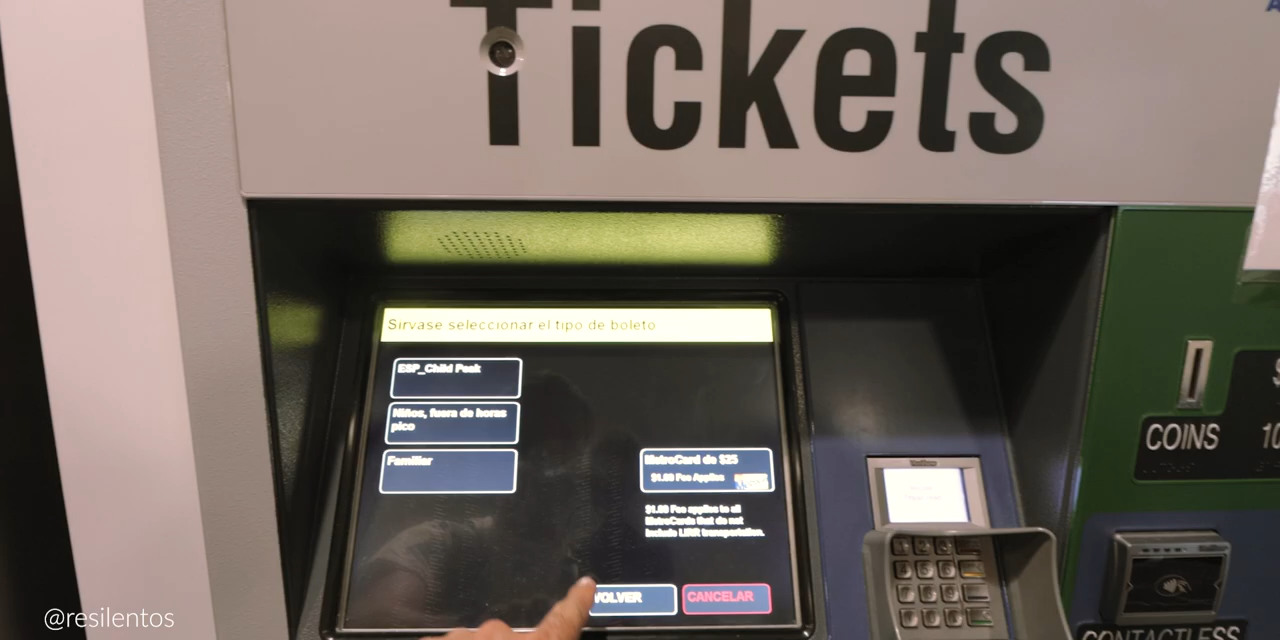 Tickets
Sirvase seleccionar el tipo de boleto
ESP_Child Peak
Niños, fuera de horas
pico
Familiar
MetroCard de $25
$1.00 Fee Applies
$1.00 Fee applies to all
MetroCards that do not
include LIRR transportation.
VOLVER
CANCELAR
COINS
10
CONTACTLESS
@resilentos